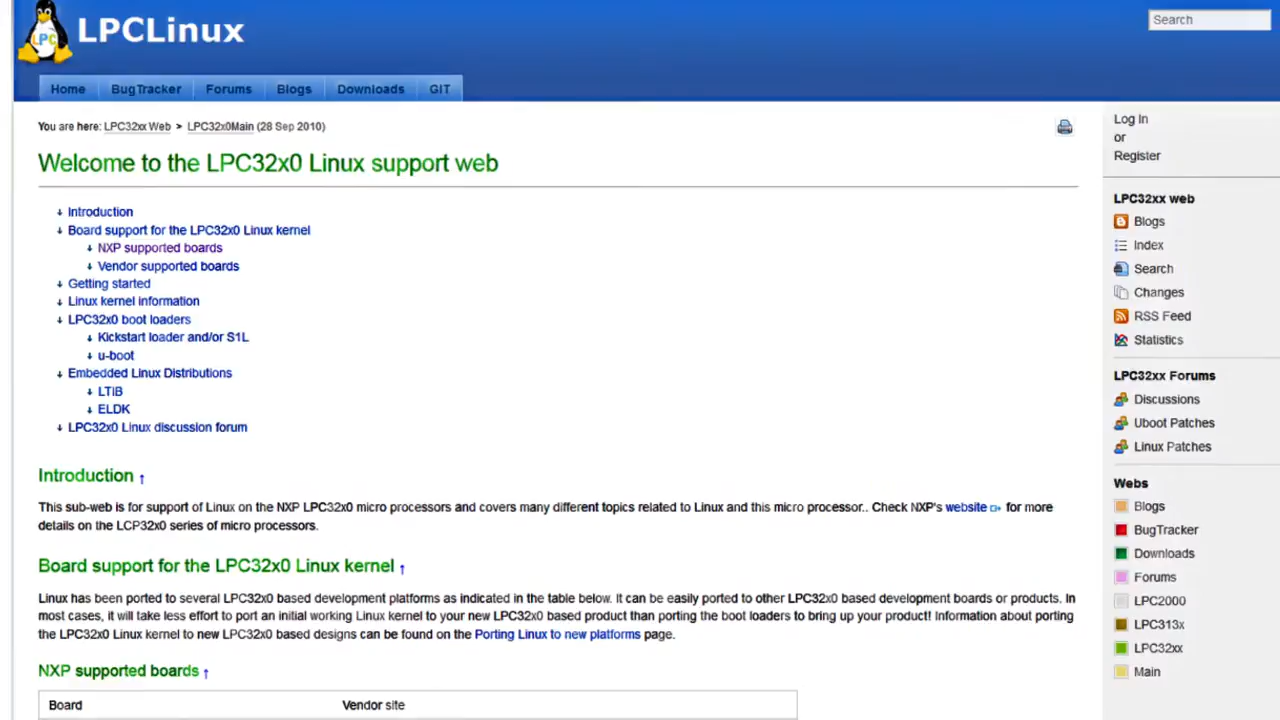 LPC
LPCLinux
Search
Home BugTracker Forums Blogs Downloads GIT
You are here: LPC32xx Web > LPC32x0Main (28 Sep 2010)
Welcome to the LPC32x0 Linux support web
Introduction
Board support for the LPC32x0 Linux kernel
NXP supported boards
Vendor supported boards
Getting started
Linux kernel information
LPC32x0 boot loaders
Kickstart loader and/or S1L
u-boot
Embedded Linux Distributions
LTIB
ELDK
LPC32x0 Linux discussion forum
Introduction
This sub-web is for support of Linux on the NXP LPC32x0 micro processors and covers many different topics related to Linux and this micro processor.. Check NXP's website for more
details on the LCP32x0 series of micro processors.
Board support for the LPC32x0 Linux kernel
Linux has been ported to several LPC32x0 based development platforms as indicated in the table below. It can be easily ported to other LPC32x0 based development boards or products. In
most cases, it will take less effort to port an initial working Linux kernel to your new LPC32x0 based product than porting the boot loaders to bring up your product! Information about porting
the LPC32x0 Linux kernel to new LPC32x0 based designs can be found on the Porting Linux to new platforms page.
NXP supported boards
Board Vendor site
Log In
or
Register
LPC32xx web
Blogs
Index
Search
Changes
RSS Feed
Statistics
LPC32xx Forums
Discussions
Uboot Patches
Linux Patches
Webs
Blogs
BugTracker
Downloads
Forums
LPC2000
LPC313x
LPC32xx
Main